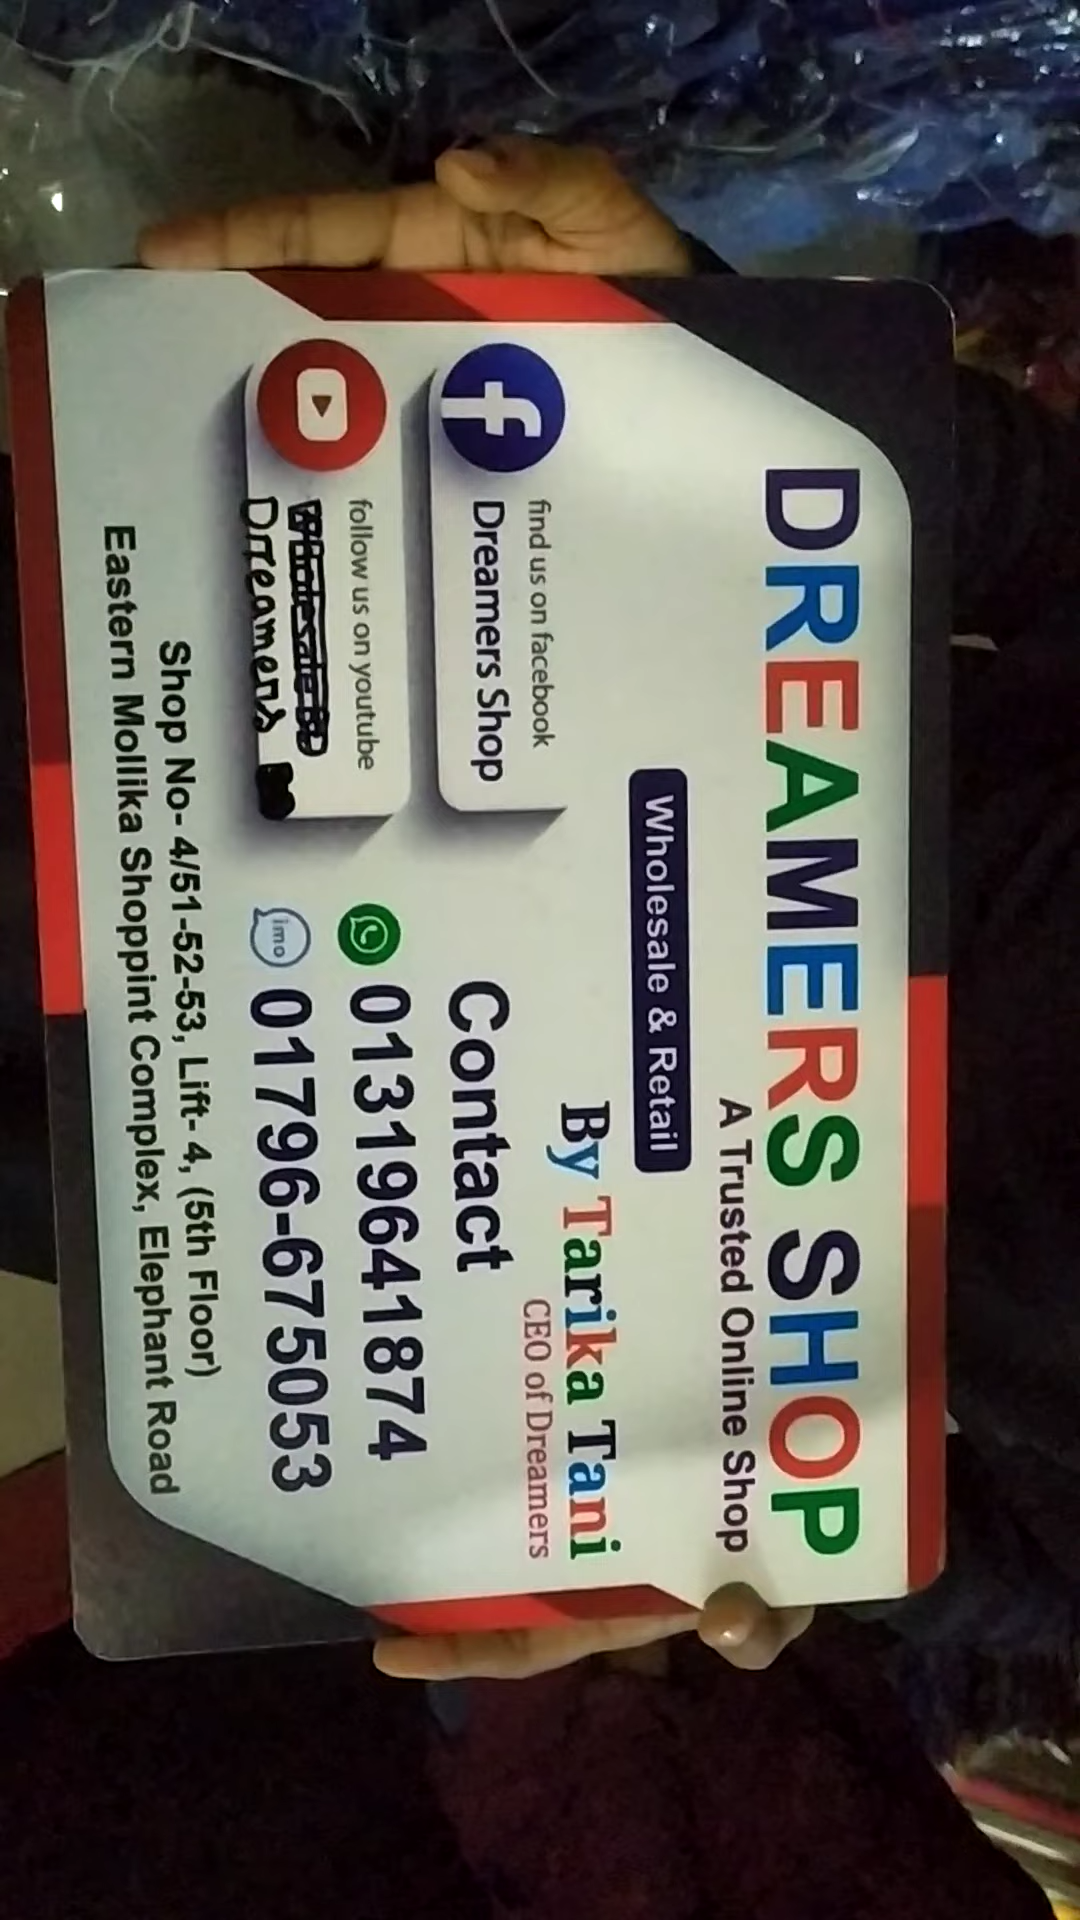 DREAMERS SHOP
A Trusted Online Shop
Wholesale & Retail
By Tarika Tani
CEO of Dreamers
find us on facebook
Dreamers Shop
follow us on youtube
Dreamers
Contact
01319641874
imo
01796-675053
Shop No- 4/51-52-53, Lift- 4, (5th Floor)
Eastern Mollika Shoppint Complex, Elephant Road